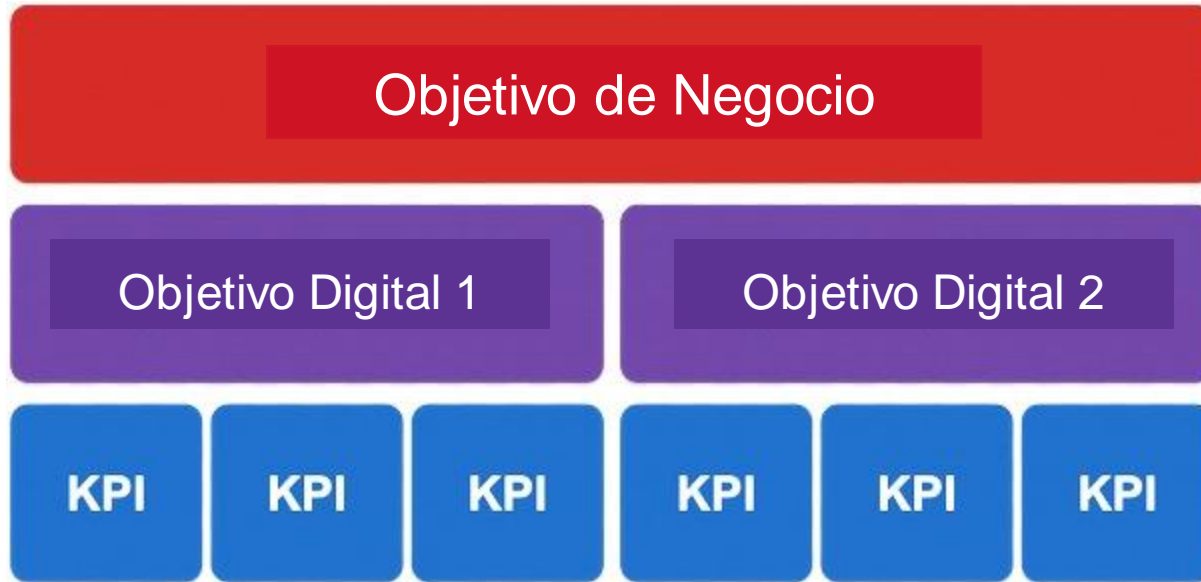 Objetivo de Negocio
Objetivo Digital 1
Objetivo Digital 2
KPI
KPI
KPI
KPI
KPI
KPI